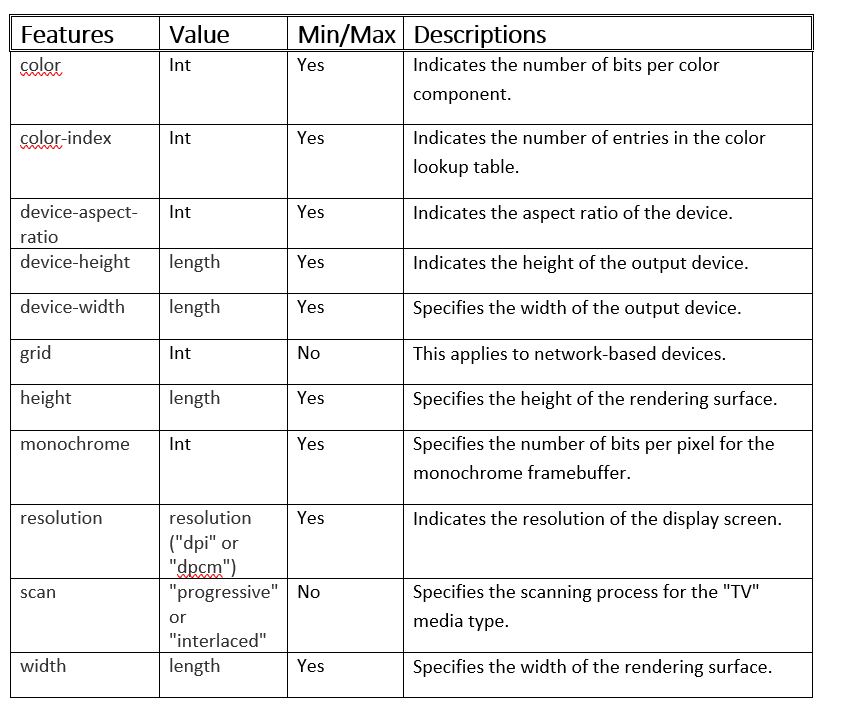 Features Value Min/Max Descriptions
color Int Yes Indicates the number of bits per color
component.
color-index Int Yes Indicates the number of entries in the color
lookup table.
device-aspect- Int Yes Indicates the aspect ratio of the device.
ratio
device-height length Yes Indicates the height of the output device.
device-width length Yes Specifies the width of the output device.
grid Int No This applies to network-based devices.
height length Yes Specifies the height of the rendering surface.
monochrome Int Yes Specifies the number of bits per pixel for the
monochrome framebuffer.
resolution resolution Yes Indicates the resolution of the display screen.
("dpi" or
"dpcm")
scan "progressive" No Specifies the scanning process for the "TV"
or media type.
"interlaced"
width length Yes Specifies the width of the rendering surface.